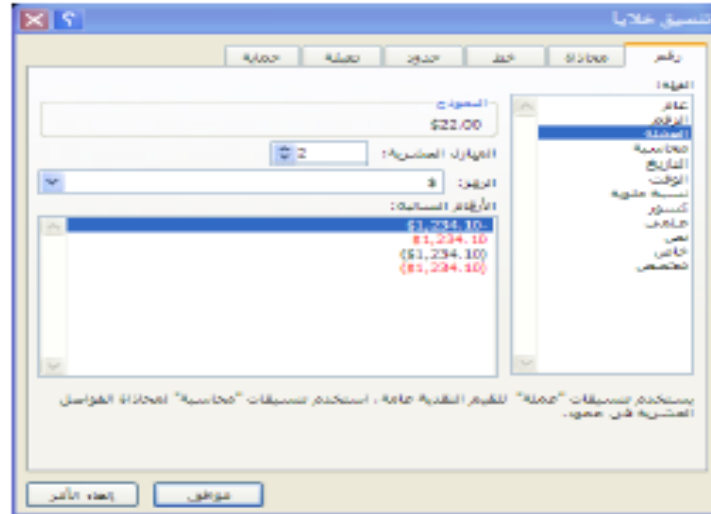 تنسيق خلايا
رقم
محاذاة
خط
حدود
تعبئة
حماية
الفئة:
عام
الرقم
العملة
محاسبة
التاريخ
الوقت
نسبة مئوية
كسور
علمي
نص
خاص
مخصص
النموذج
$22.00
المنازل العشرية: 2
الرمز: $
الأرقام السالبة:
$1,234.10-
$1,234.10
($1,234.10)
($1,234.10)
يستخدم تنسيقات "عملة" للقيم النقدية عامة، استخدم تنسيقات "محاسبة" لمحاذاة الفواصل
العشرية في عمود.
موافق
إلغاء الأمر